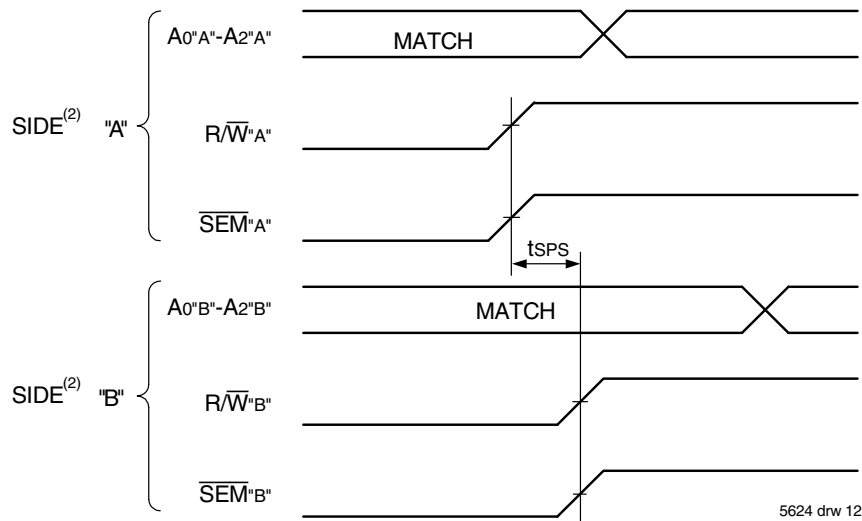 A0"A"-A2"A"
MATCH
SIDE(2) "A"
R/W"A"
SEM"A"
tSPS
A0"B"-A2"B"
MATCH
SIDE(2) "B"
R/W"B"
SEM"B"
5624 drw 12